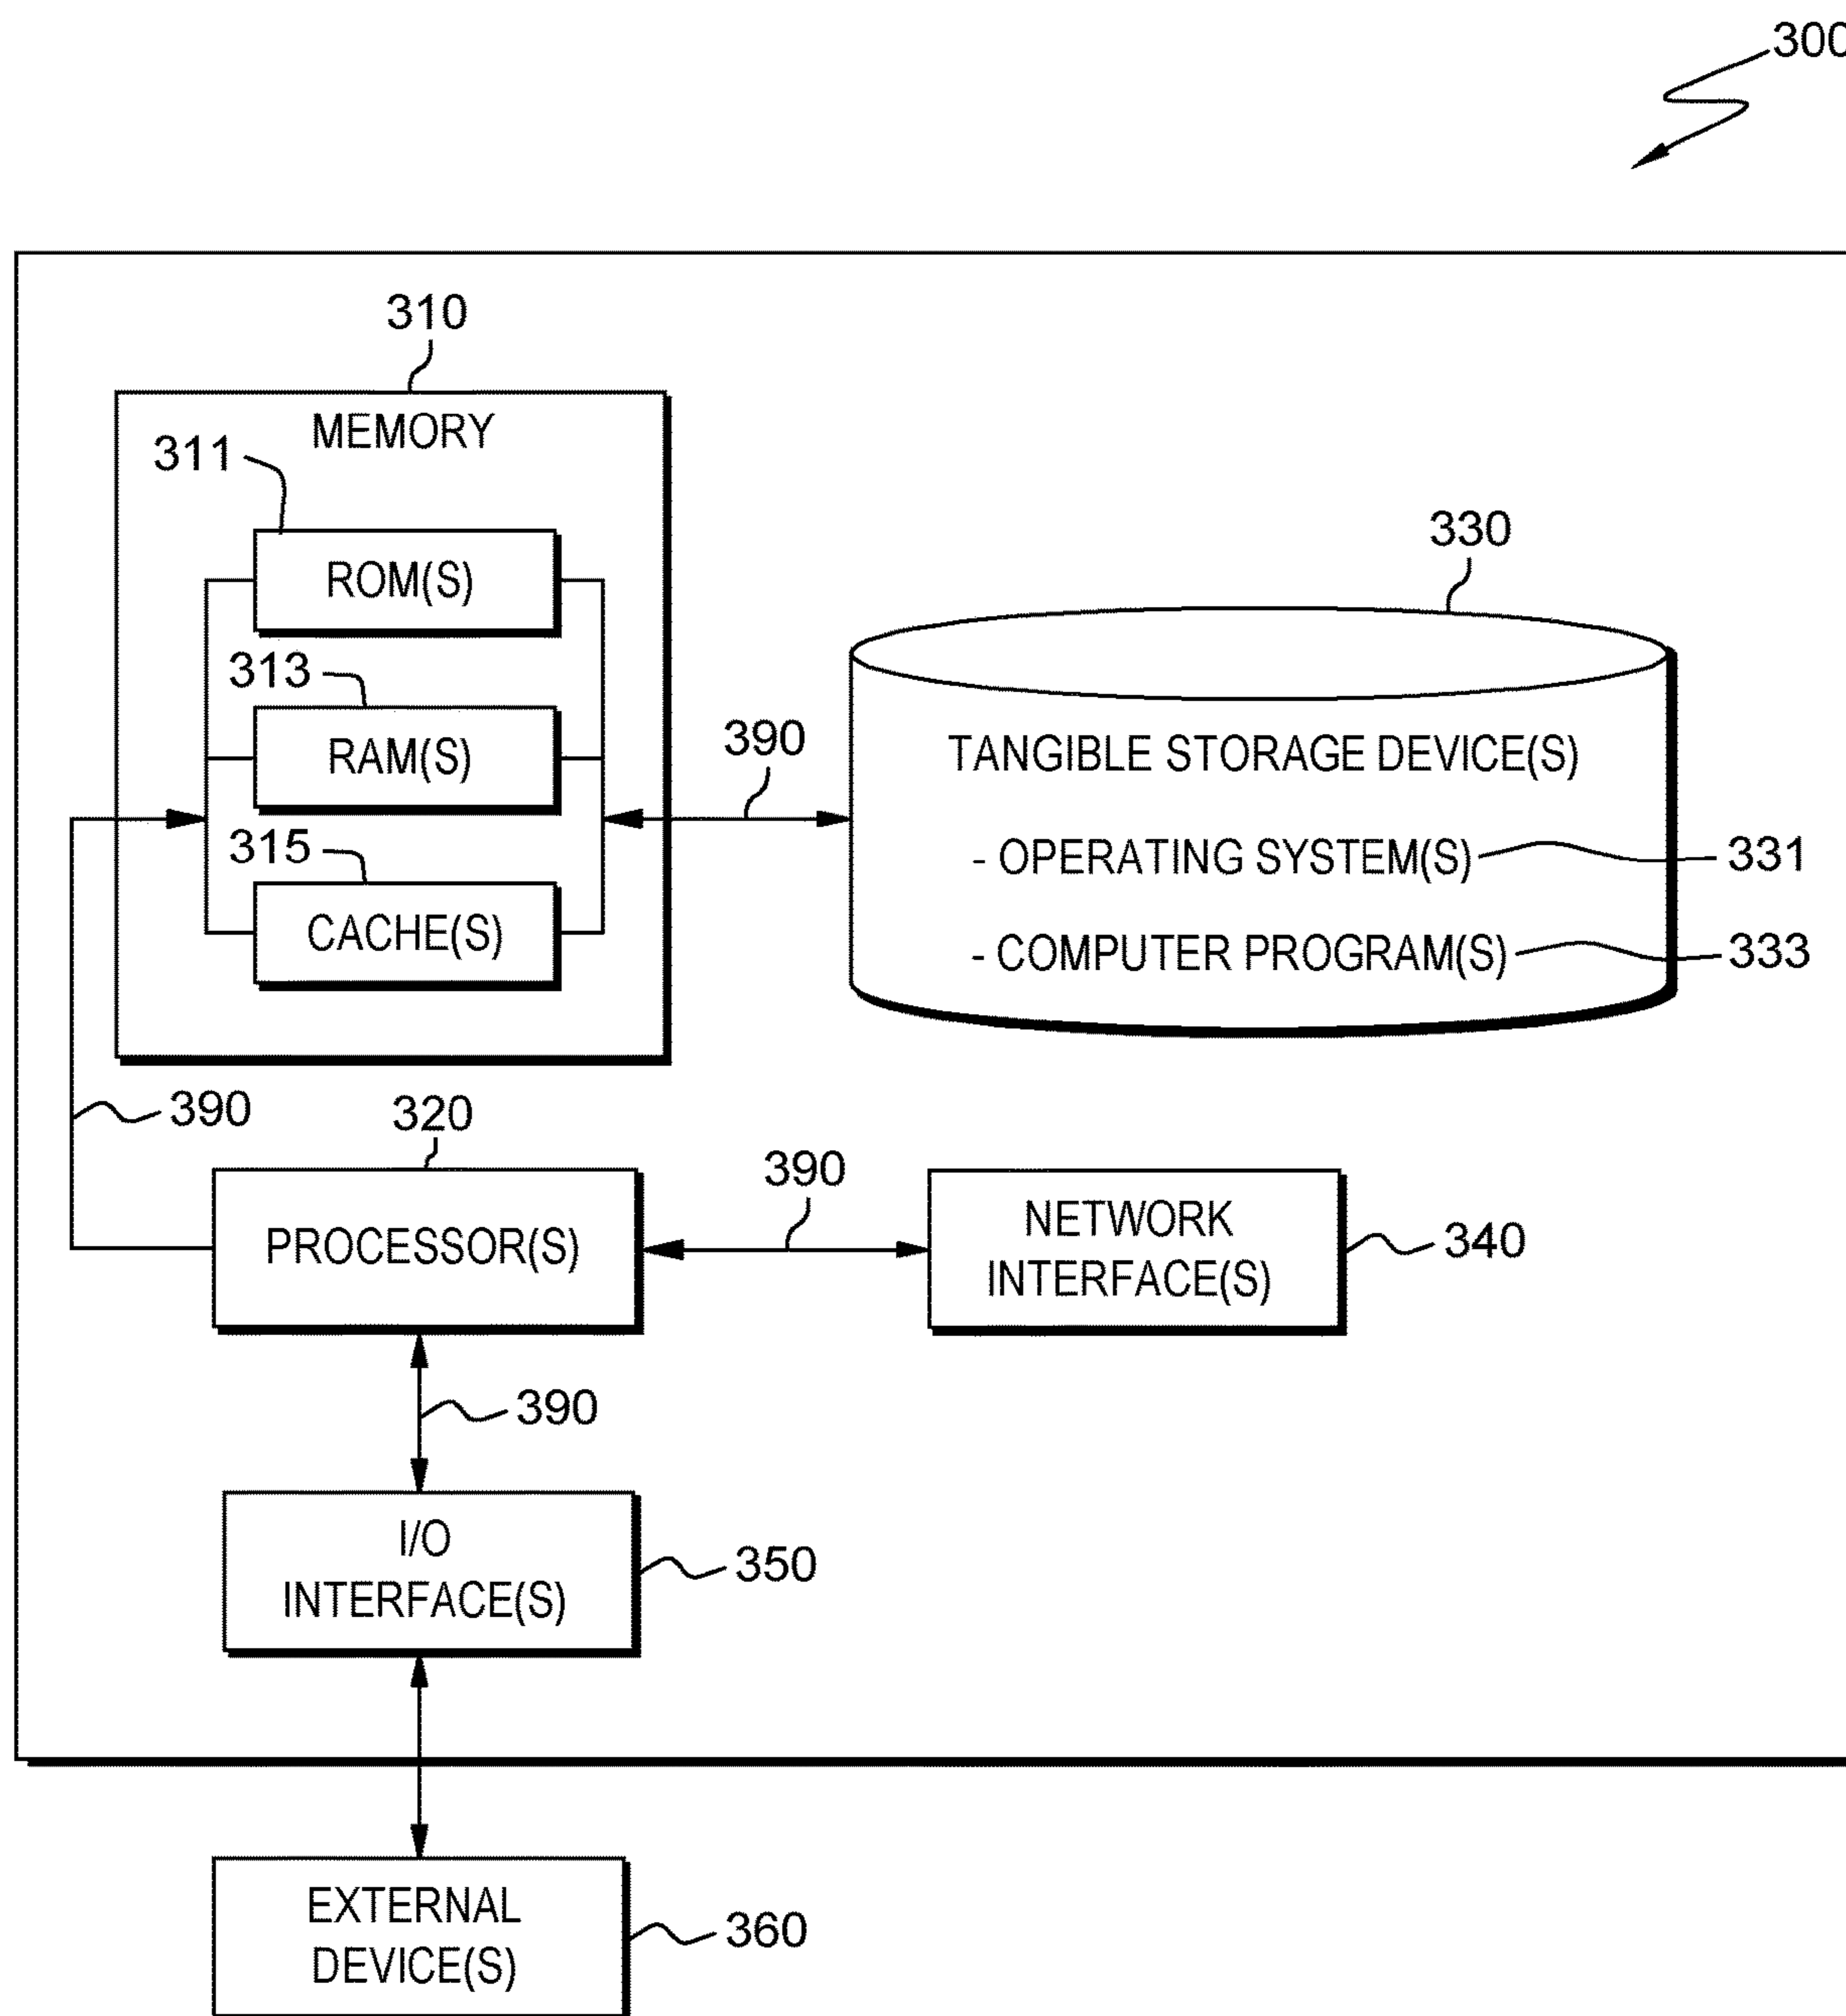 300
310
MEMORY
311
ROM(S)
313
RAM(S)
315
CACHE(S)
390
330
TANGIBLE STORAGE DEVICE(S)
- OPERATING SYSTEM(S)
331
- COMPUTER PROGRAM(S)
333
390
320
PROCESSOR(S)
390
NETWORK
INTERFACE(S)
340
390
I/O
INTERFACE(S)
350
EXTERNAL
DEVICE(S)
360